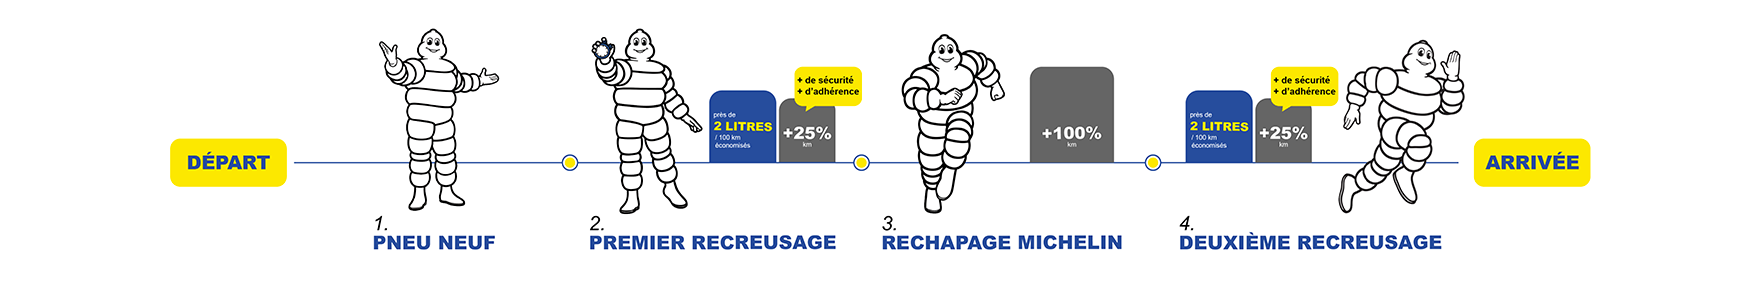 DÉPART
1.
PNEU NEUF
2.
PREMIER RECREUSAGE
près de
2 LITRES
/ 100 km
économisés
+ de sécurité
+ d'adhérence
+25%
km
3.
RECHAPAGE MICHELIN
+100%
km
4.
DEUXIÈME RECREUSAGE
près de
2 LITRES
/ 100 km
économisés
+ de sécurité
+ d'adhérence
+25%
km
ARRIVÉE